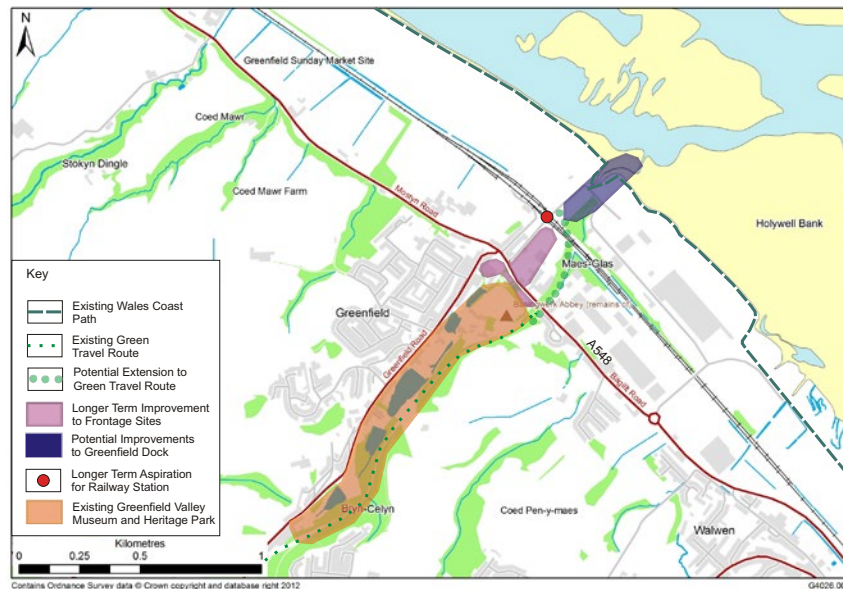 N
Greenfield Sunday Market Site
Coed Mawr
Stokyn Dingle
Coed Mawr Farm
Mostyn Road
Holywell Bank
Maes-Glas
Greenfield
Basingwerk Abbey (remains of)
Greenfield Road
A548
Bagillt Road
Bryn-Celyn
Coed Pen-y-maes
Walwen
Key
Existing Wales Coast
Path
Existing Green
Travel Route
Potential Extension to
Green Travel Route
Longer Term Improvement
to Frontage Sites
Potential Improvements
to Greenfield Dock
Longer Term Aspiration
for Railway Station
Existing Greenfield Valley
Museum and Heritage Park
Kilometres
0 0.25 0.5 1
Contains Ordnance Survey data © Crown copyright and database right 2012
G4026.00